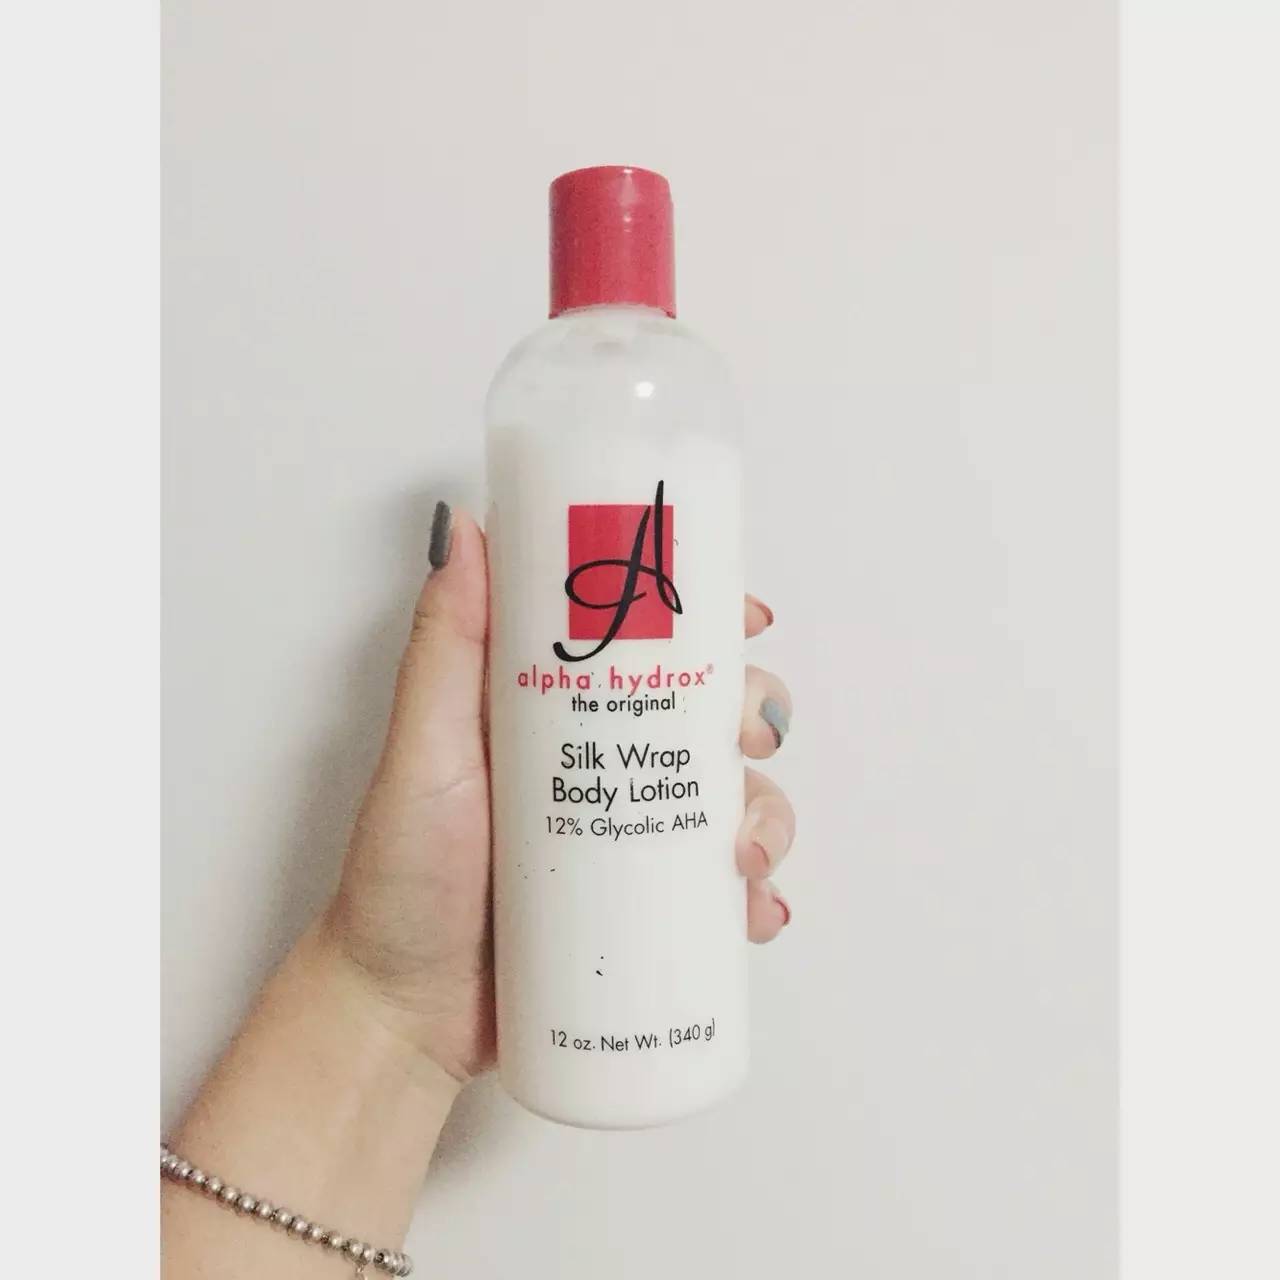 A
alpha hydrox®
the original
Silk Wrap
Body Lotion
12% Glycolic AHA
12 oz. Net Wt. (340 g)